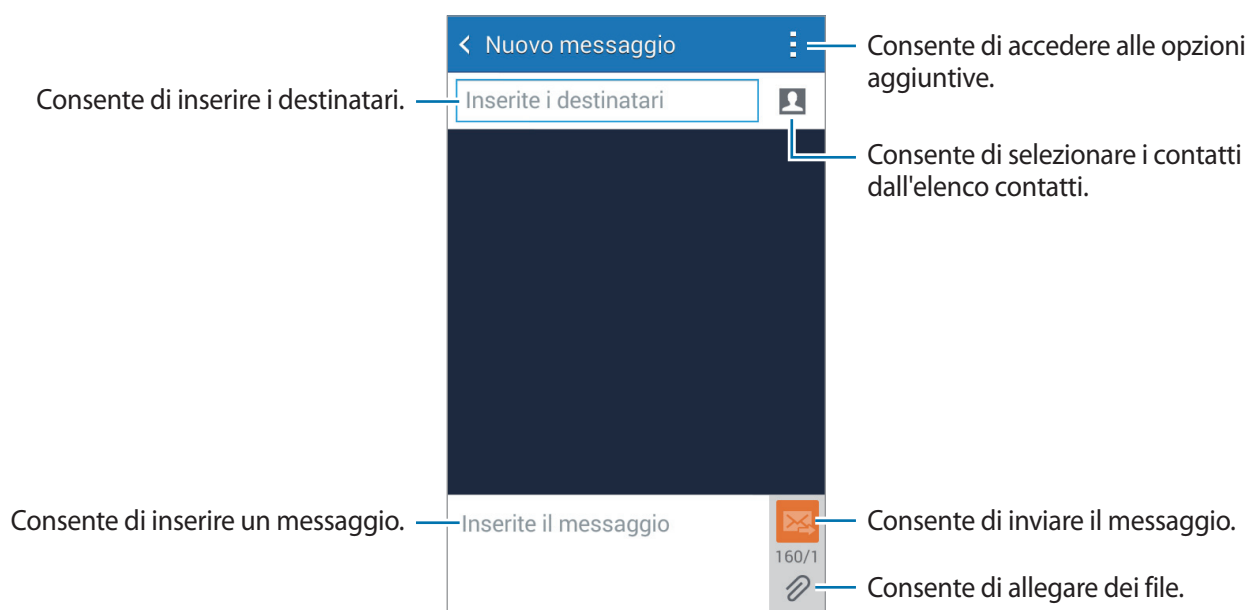 Nuovo messaggio
Consente di accedere alle opzioni
aggiuntive.
Consente di inserire i destinatari.
Inserite i destinatari
Consente di selezionare i contatti
dall'elenco contatti.
Consente di inserire un messaggio.
Inserite il messaggio
Consente di inviare il messaggio.
160/1
Consente di allegare dei file.